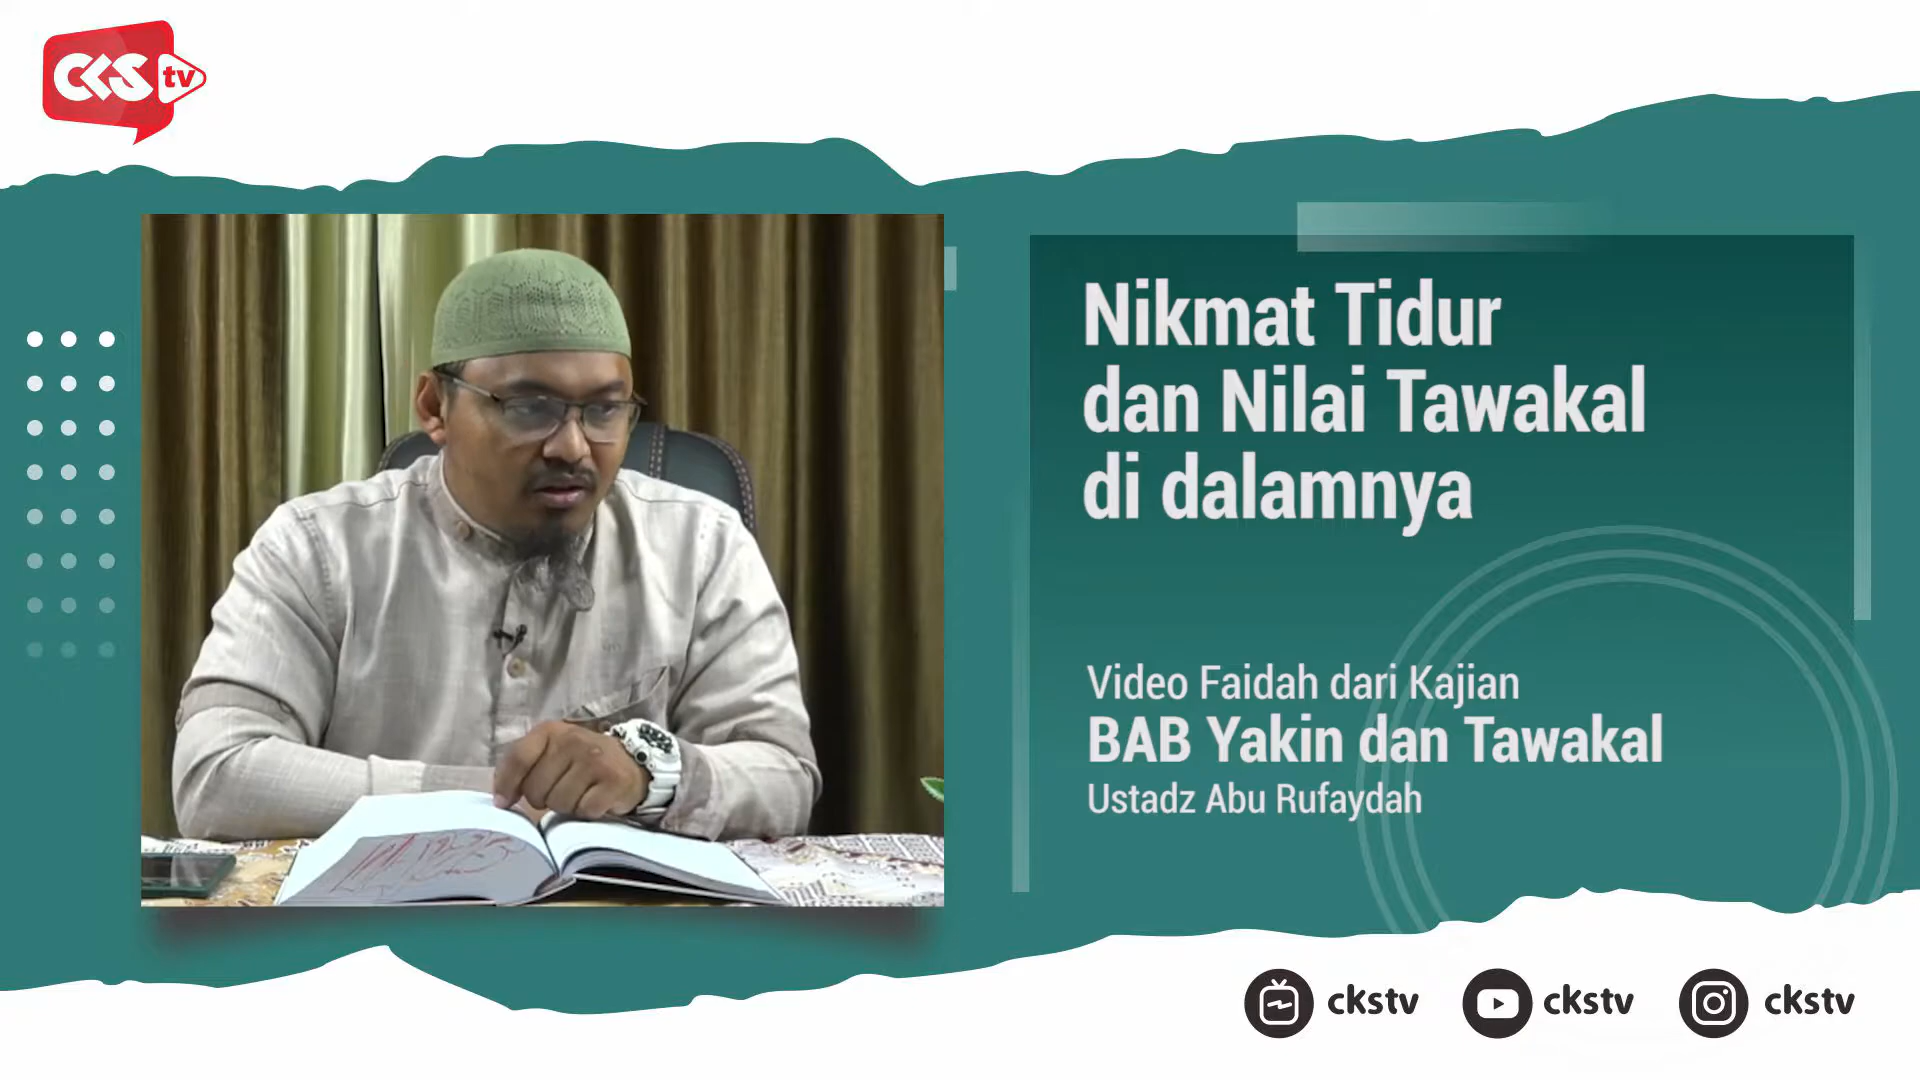 CKS tv
Nikmat Tidur
dan Nilai Tawakal
di dalamnya
Video Faidah dari Kajian
BAB Yakin dan Tawakal
Ustadz Abu Rufaydah
ckstv ckstv ckstv